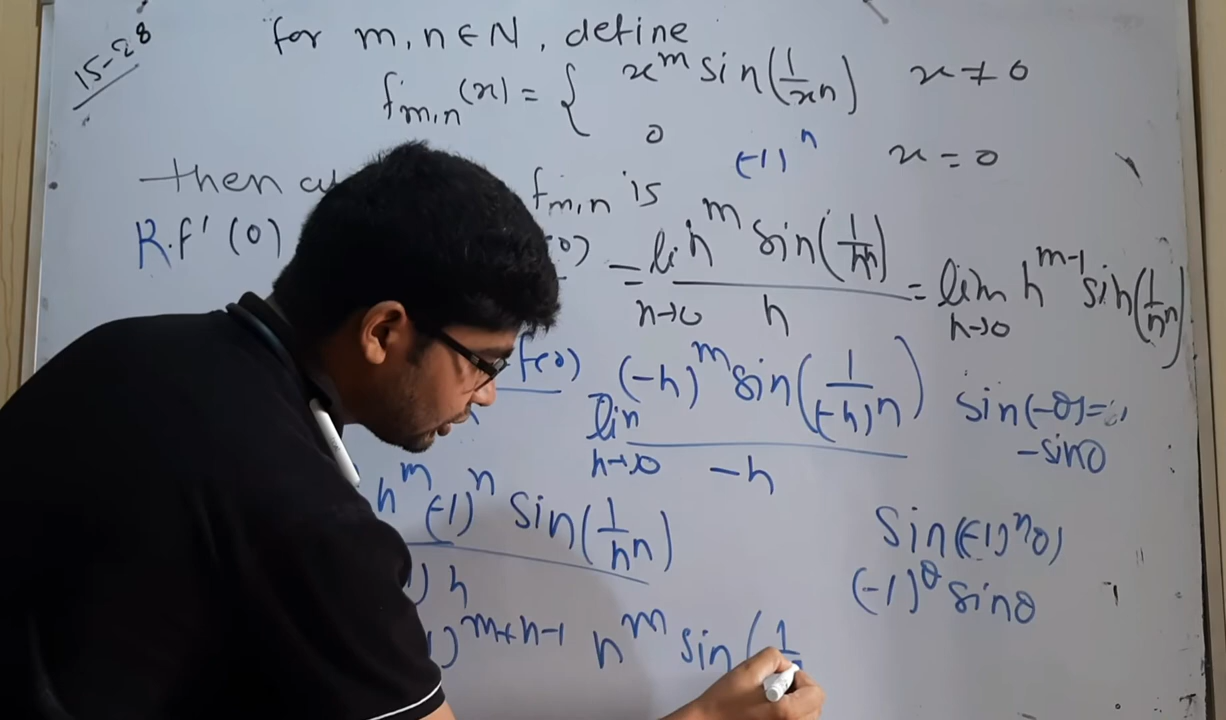 15-28
for m, n ∈ N, define
f_{m,n}(x) = { x^m sin(1/x^n) x ≠ 0
0 x = 0
(-1)^n
then f_{m,n} is
R.f'(0) = lim_{h→0} h^m sin(1/h^n) / h = lim_{h→0} h^{m-1} sin(1/h^n)
f(0) lim_{h→0} (-h)^m sin(1/(-h)^n) / -h sin(-θ) =
-sinθ
h^m (-1)^n sin(1/h^n) / h
sin((-1)^n θ)
(-1)^θ sinθ
)^{m+n-1} h^m sin(1/h